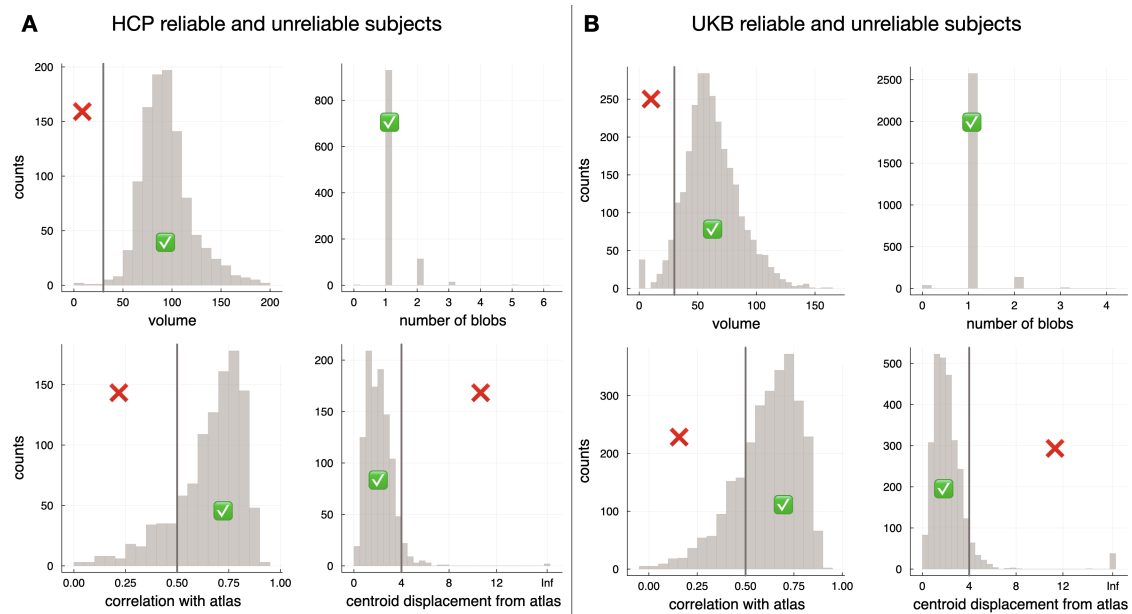 A HCP reliable and unreliable subjects
200
150
100
50
0
counts
0 50 100 150 200
volume
800
600
400
200
0
0 1 2 3 4 5 6
number of blobs
150
100
50
0
counts
0.00 0.25 0.50 0.75 1.00
correlation with atlas
200
150
100
50
0
0 4 8 12 Inf
centroid displacement from atlas
B UKB reliable and unreliable subjects
250
200
150
100
50
0
counts
0 50 100 150
volume
2500
2000
1500
1000
500
0
0 1 2 3 4
number of blobs
300
200
100
0
counts
0.00 0.25 0.50 0.75 1.00
correlation with atlas
500
400
300
200
100
0
0 4 8 12 Inf
centroid displacement from atlas